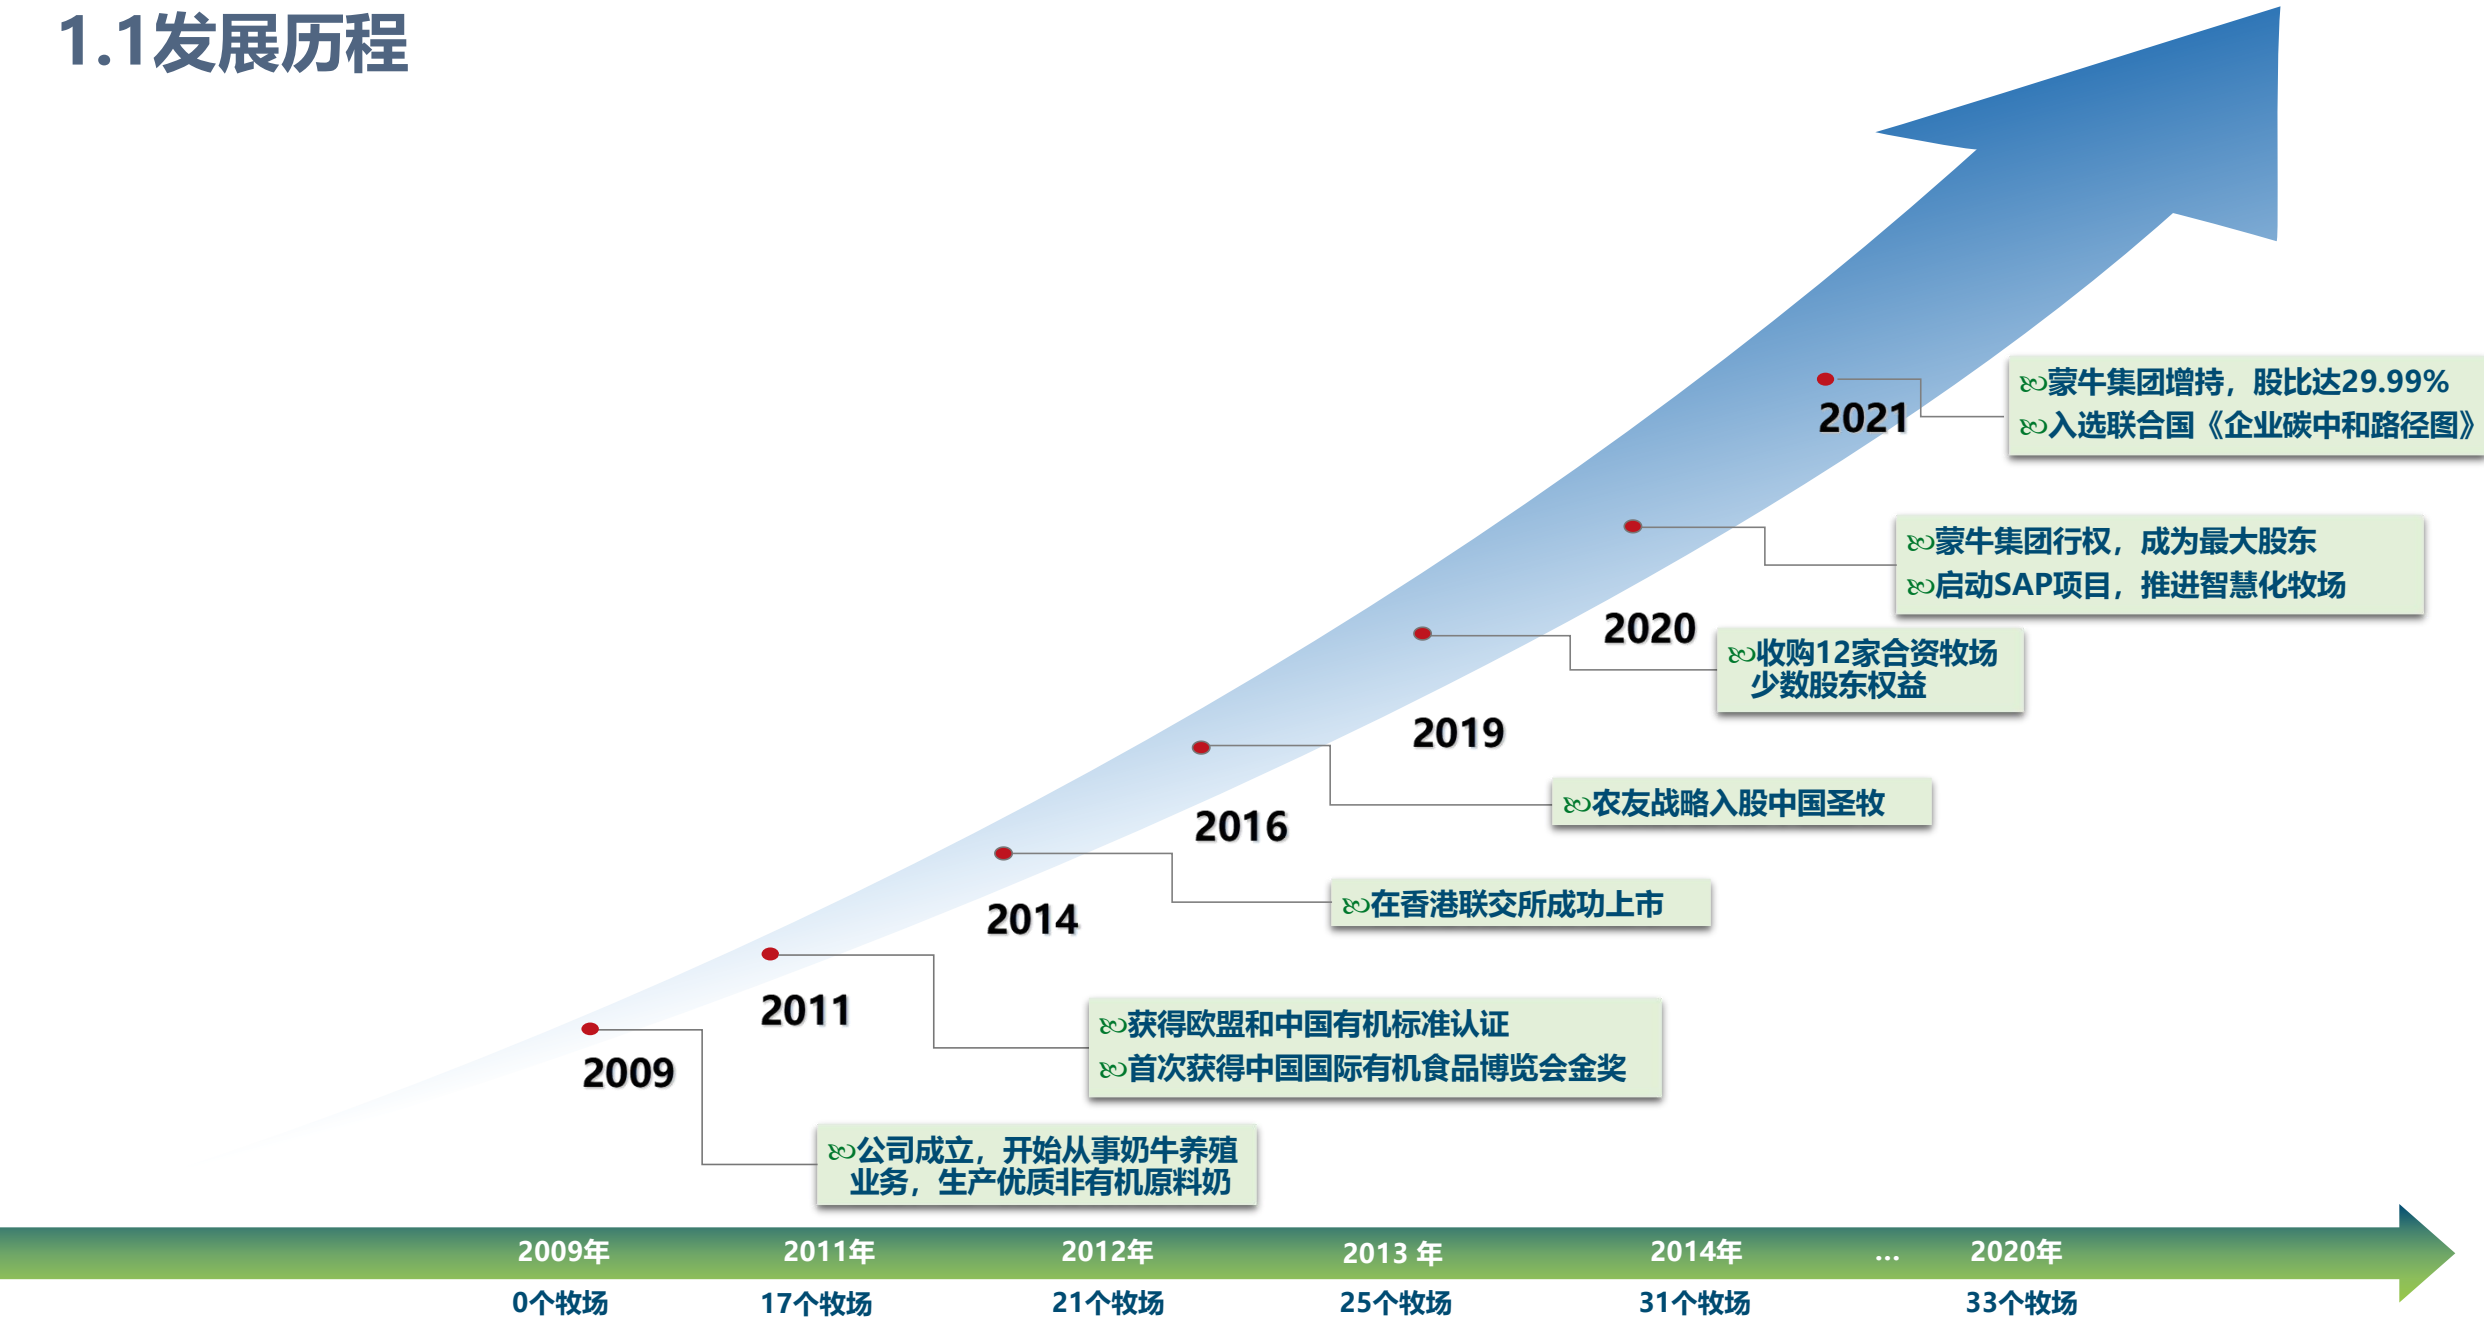 1.1发展历程
2021
蒙牛集团增持，股比达29.99%
入选联合国《企业碳中和路径图》
蒙牛集团行权，成为最大股东
启动SAP项目，推进智慧化牧场
2020
收购12家合资牧场
少数股东权益
2019
农友战略入股中国圣牧
2016
在香港联交所成功上市
2014
2011
获得欧盟和中国有机标准认证
首次获得中国国际有机食品博览会金奖
2009
公司成立，开始从事奶牛养殖
业务，生产优质非有机原料奶
2009年 2011年 2012年 2013 年 2014年 ... 2020年
0个牧场 17个牧场 21个牧场 25个牧场 31个牧场 33个牧场